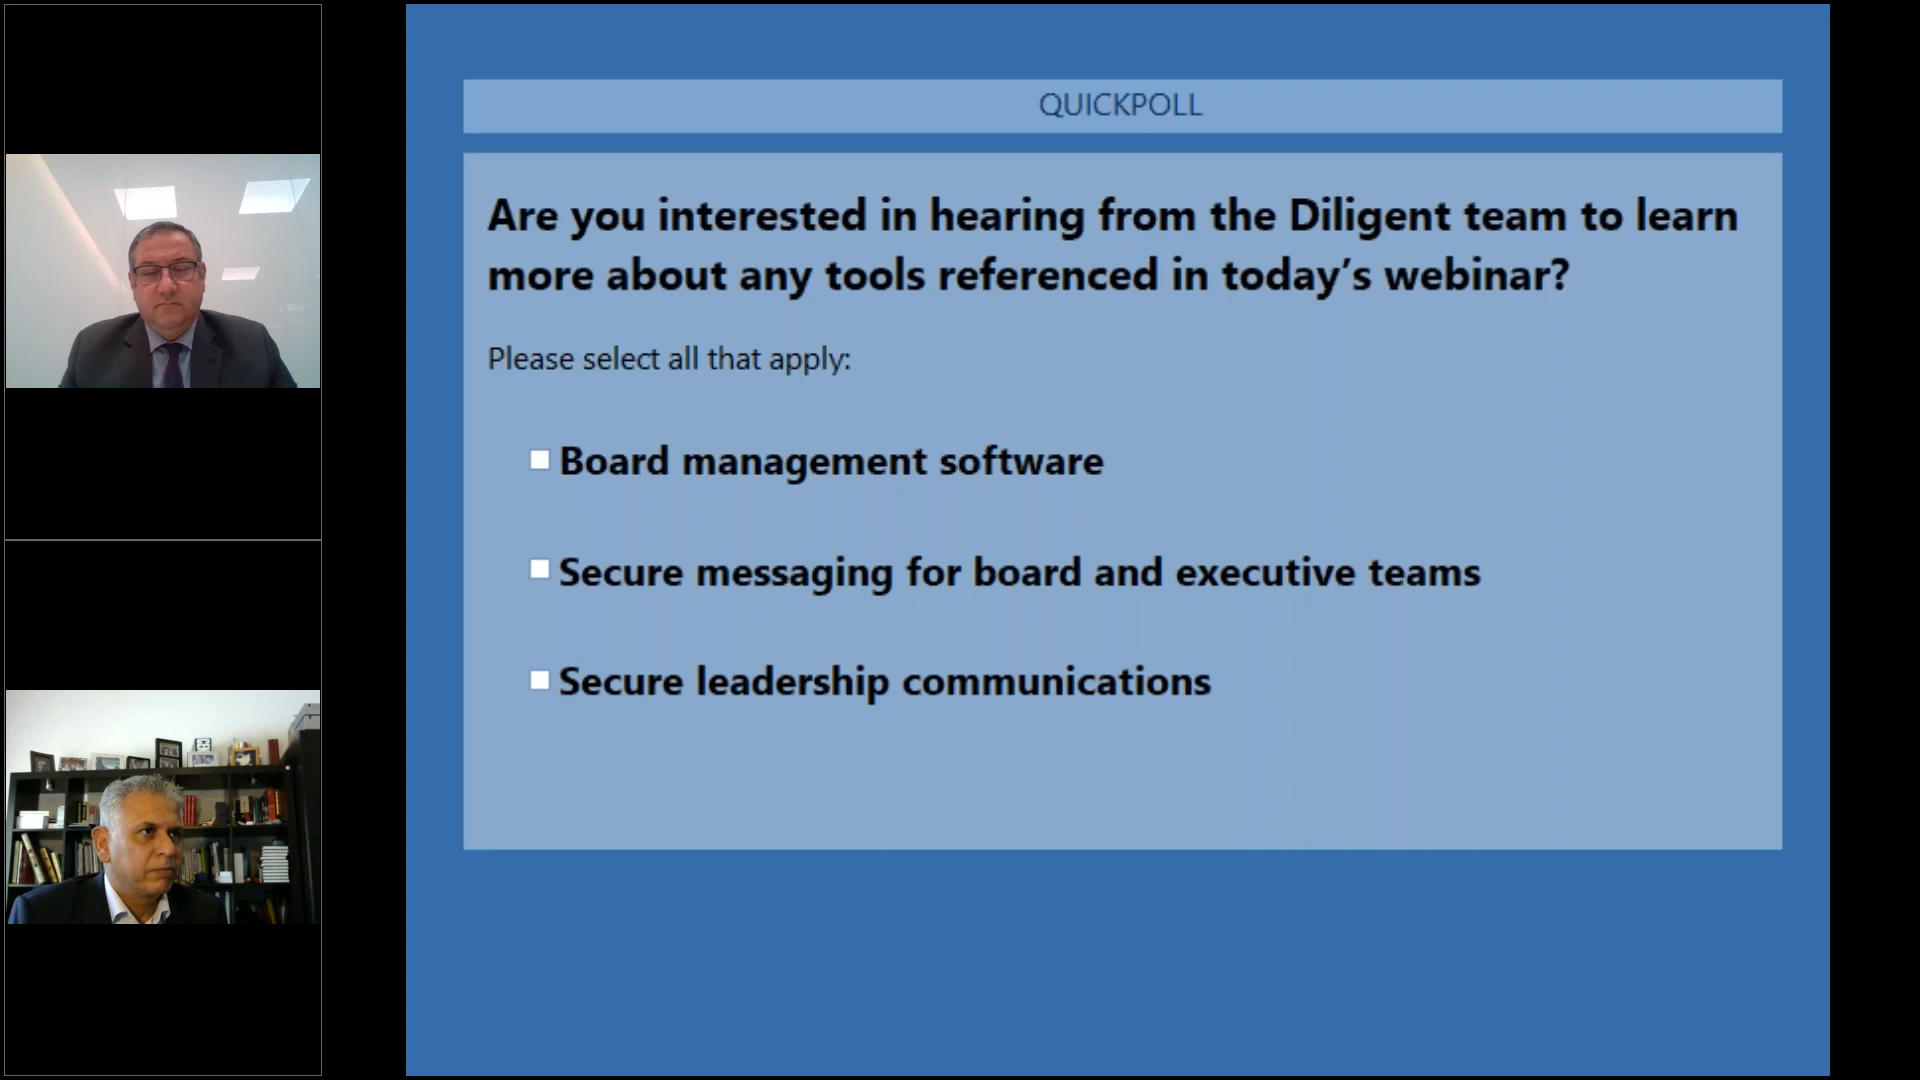 QUICKPOLL
Are you interested in hearing from the Diligent team to learn
more about any tools referenced in today’s webinar?
Please select all that apply:
Board management software
Secure messaging for board and executive teams
Secure leadership communications